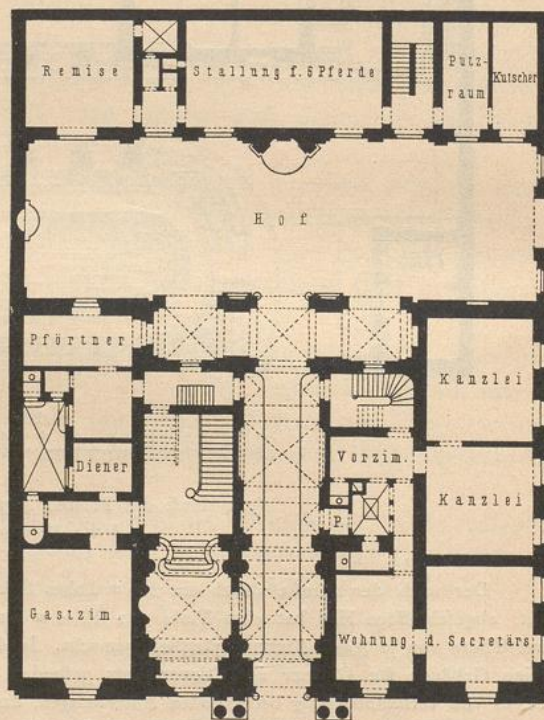 Remise
Stallung f. 6 Pferde
Putz-
raum
Kutscher
Hof
Pförtner
Kanzlei
Diener
Vorzim.
Kanzlei
P.
Gastzim.
Wohnung d. Secretärs